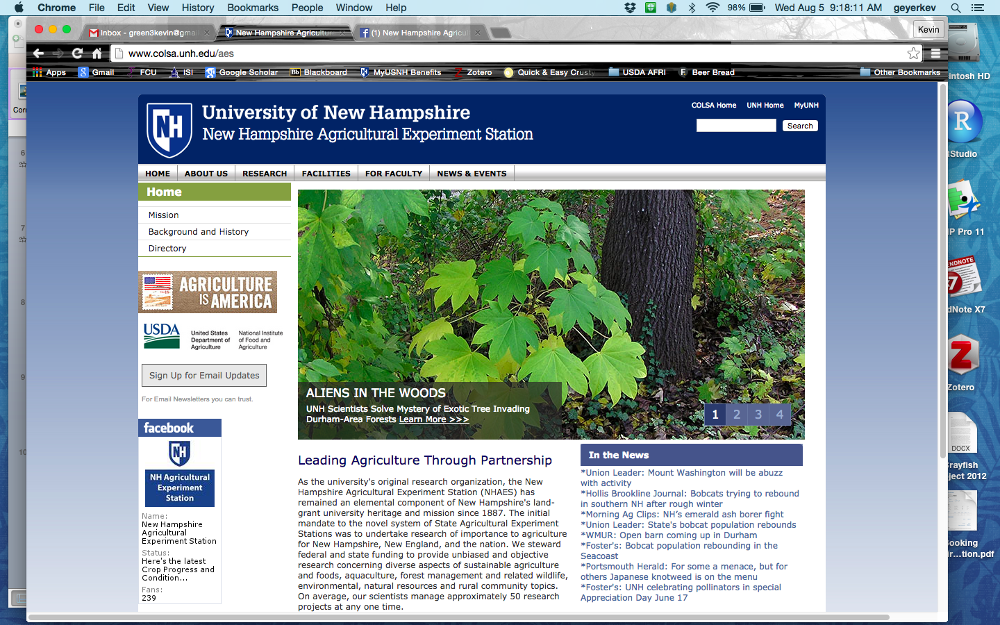 Chrome File Edit View History Bookmarks People Window Help 98% Wed Aug 5 9:18:11 AM geyerkev
Inbox - green3kevin@gmai New Hampshire Agricultur (1) New Hampshire Agricul Kevin
www.colsa.unh.edu/aes
Apps Gmail FCU ISI Google Scholar Blackboard MyUSNH Benefits Zotero Quick & Easy Crusty USDA AFRI Beer Bread Other Bookmarks
University of New Hampshire
New Hampshire Agricultural Experiment Station
NH
COLSA Home UNH Home MyUNH
Search
HOME ABOUT US RESEARCH FACILITIES FOR FACULTY NEWS & EVENTS
Home
Mission
Background and History
Directory
AGRICULTURE
IS AMERICA
USDA
United States
Department of
Agriculture
National Institute
of Food and
Agriculture
Sign Up for Email Updates
For Email Newsletters you can trust.
facebook
NH
NH Agricultural
Experiment
Station
Name:
New Hampshire
Agricultural
Experiment Station
Status:
Here's the latest
Crop Progress and
Condition...
Fans:
239
ALIENS IN THE WOODS
UNH Scientists Solve Mystery of Exotic Tree Invading
Durham-Area Forests Learn More >>>
1 2 3 4
Leading Agriculture Through Partnership
As the university's original research organization, the New
Hampshire Agricultural Experiment Station (NHAES) has
remained an elemental component of New Hampshire's land-
grant university heritage and mission since 1887. The initial
mandate to the novel system of State Agricultural Experiment
Stations was to undertake research of importance to agriculture
for New Hampshire, New England, and the nation. We steward
federal and state funding to provide unbiased and objective
research concerning diverse aspects of sustainable agriculture
and foods, aquaculture, forest management and related wildlife,
environmental, natural resources and rural community topics.
On average, our scientists manage approximately 50 research
projects at any one time.
In the News
*Union Leader: Mount Washington will be abuzz
with activity
*Hollis Brookline Journal: Bobcats trying to rebound
in southern NH after rough winter
*Morning Ag Clips: NH's emerald ash borer fight
*Union Leader: State's bobcat population rebounds
*WMUR: Open barn coming up in Durham
*Foster's: Bobcat population rebounding in the
Seacoast
*Portsmouth Herald: For some a menace, but for
others Japanese knotweed is on the menu
*Foster's: UNH celebrating pollinators in special
Appreciation Day June 17
Corr
6
7
8
9
10
intosh HD
R
RStudio
IP Pro 11
ENDNOTE
7
dNote X7
Z
Zotero
DOCX
Crayfish
ject 2012
ooking
ir...tion.pdf